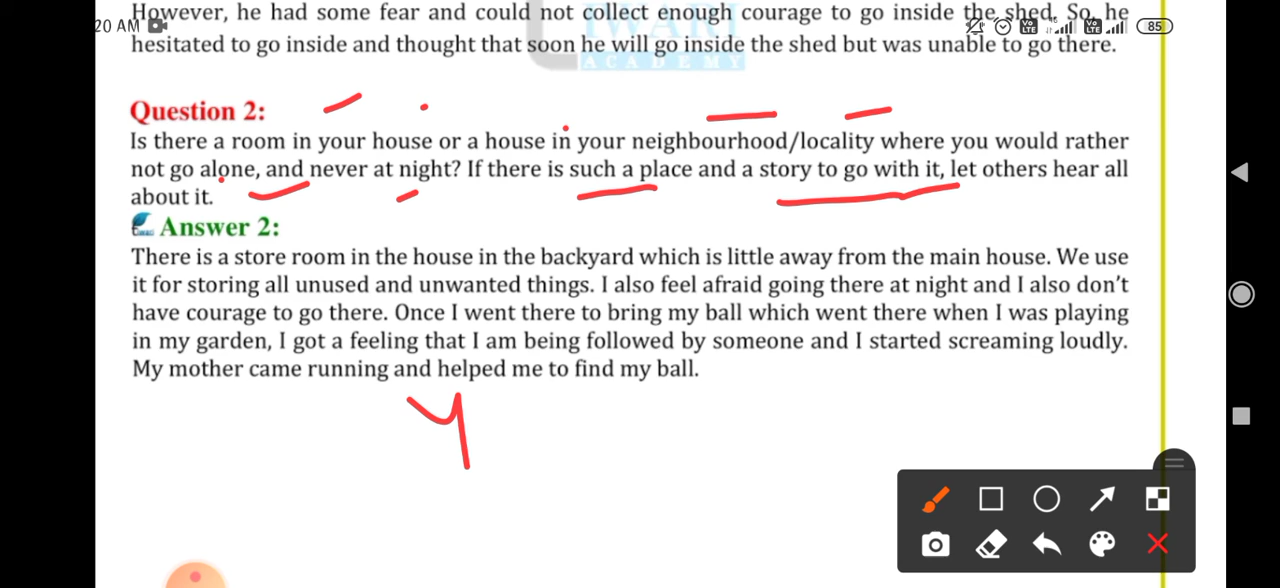 However, he had some fear and could not collect enough courage to go inside the shed. So, he
20 AM
85
hesitated to go inside and thought that soon he will go inside the shed but was unable to go there.
ACADEMY
Question 2:
Is there a room in your house or a house in your neighbourhood/locality where you would rather
not go alone, and never at night? If there is such a place and a story to go with it, let others hear all
about it.
Answer 2:
There is a store room in the house in the backyard which is little away from the main house. We use
it for storing all unused and unwanted things. I also feel afraid going there at night and I also don't
have courage to go there. Once I went there to bring my ball which went there when I was playing
in my garden, I got a feeling that I am being followed by someone and I started screaming loudly.
My mother came running and helped me to find my ball.
Y